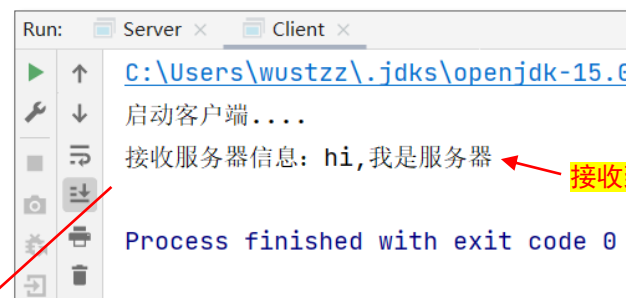 Run: Server × Client ×
C:\Users\wustzz\.jdks\openjdk-15.0
启动客户端....
接收服务器信息：hi,我是服务器
接收
Process finished with exit code 0